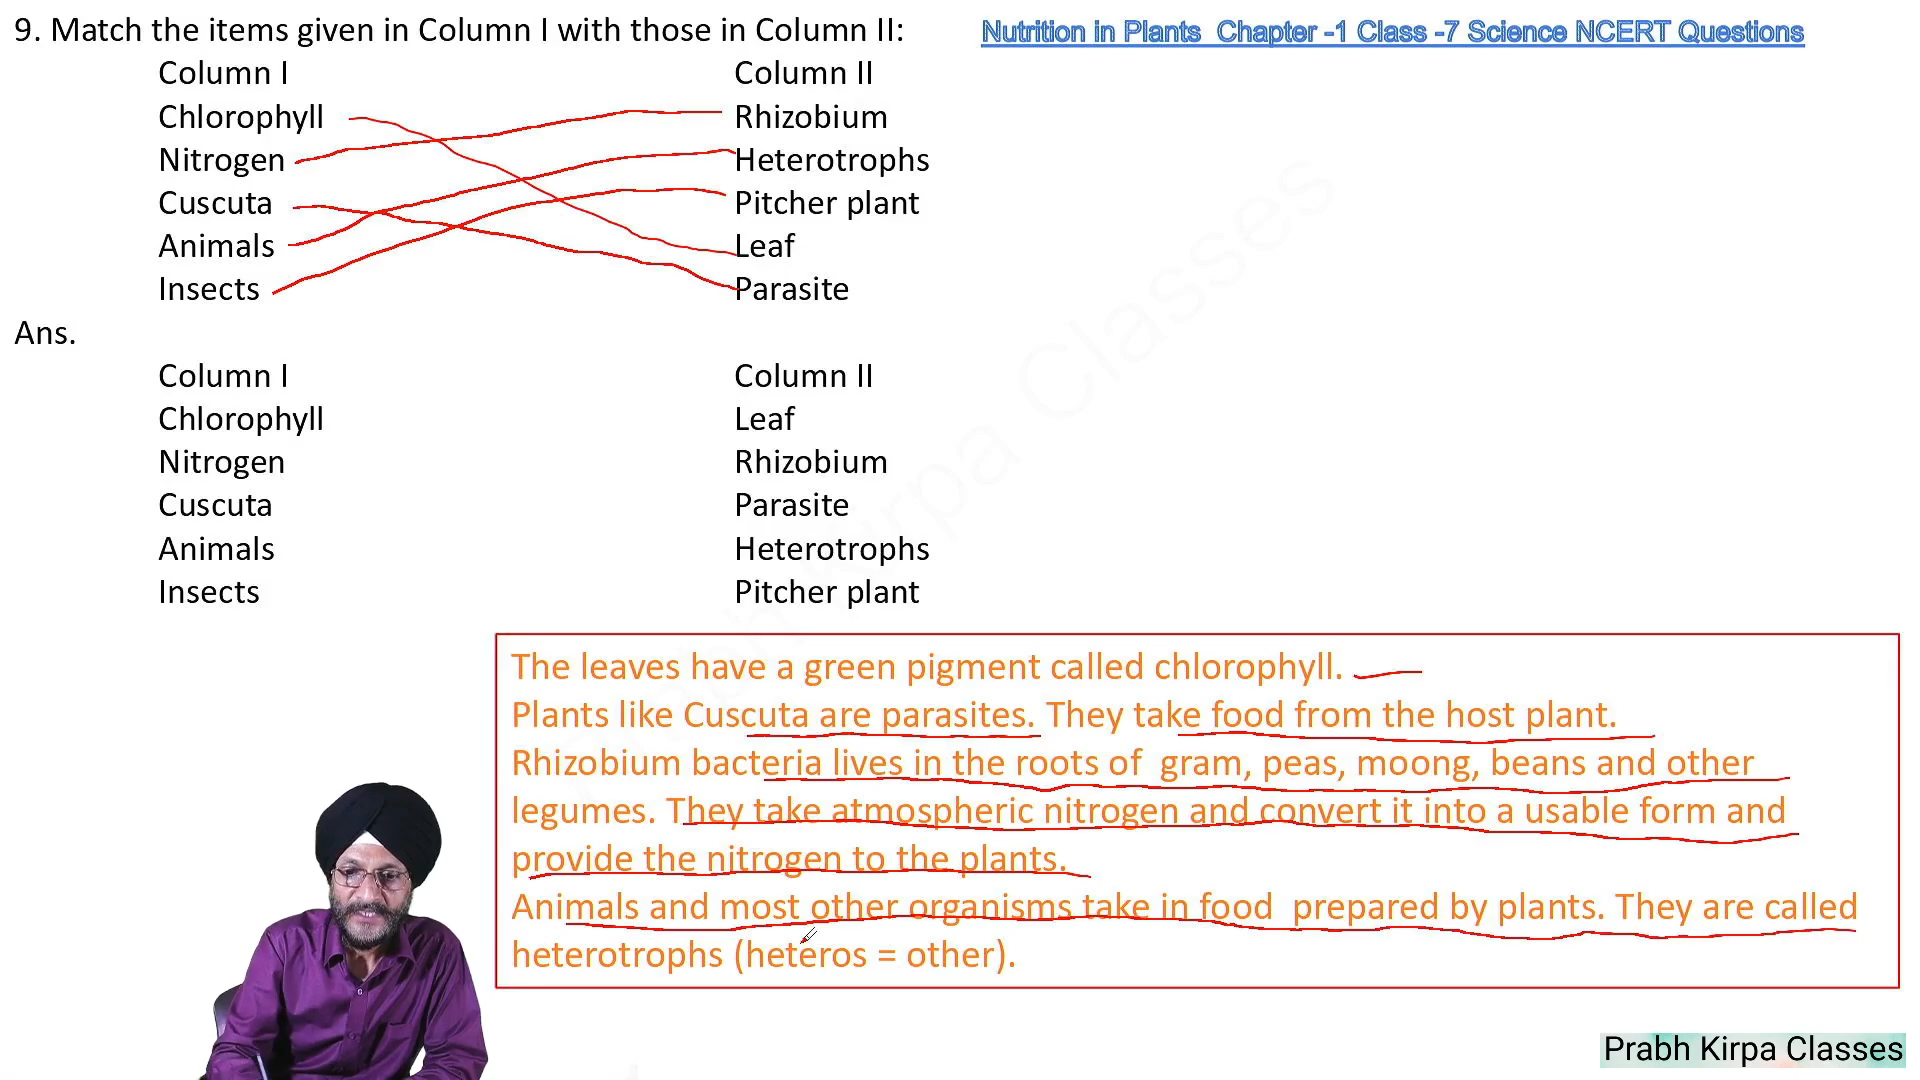 9. Match the items given in Column I with those in Column II:
Nutrition in Plants Chapter -1 Class -7 Science NCERT Questions
Column I Column II
Chlorophyll Rhizobium
Nitrogen Heterotrophs
Cuscuta Pitcher plant
Animals Leaf
Insects Parasite
Ans.
Column I Column II
Chlorophyll Leaf
Nitrogen Rhizobium
Cuscuta Parasite
Animals Heterotrophs
Insects Pitcher plant
The leaves have a green pigment called chlorophyll.
Plants like Cuscuta are parasites. They take food from the host plant.
Rhizobium bacteria lives in the roots of gram, peas, moong, beans and other
legumes. They take atmospheric nitrogen and convert it into a usable form and
provide the nitrogen to the plants.
Animals and most other organisms take in food prepared by plants. They are called
heterotrophs (heteros = other).
Kirpa Classes
Prabh Kirpa Classes